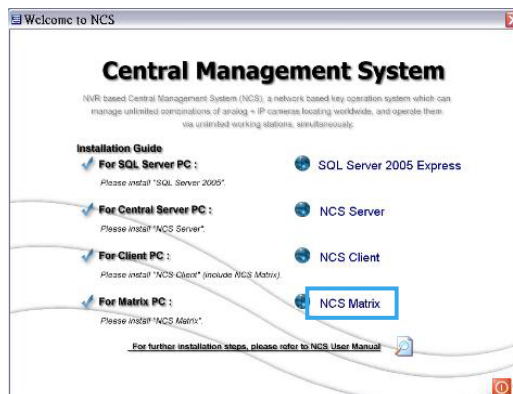 Welcome to NCS
Central Management System
NVR based Central Management System (NCS), a network based key operation system which can
manage unlimited combinations of analog + IP cameras locating worldwide, and operate them
via unlimited working stations, simultaneously.
Installation Guide
For SQL Server PC :
SQL Server 2005 Express
Please install "SQL Server 2005".
For Central Server PC :
NCS Server
Please install "NCS Server".
For Client PC :
NCS Client
Please install "NCS Client" (include NCS Matrix).
For Matrix PC :
NCS Matrix
Please install "NCS Matrix".
For further installation steps, please refer to NCS User Manual